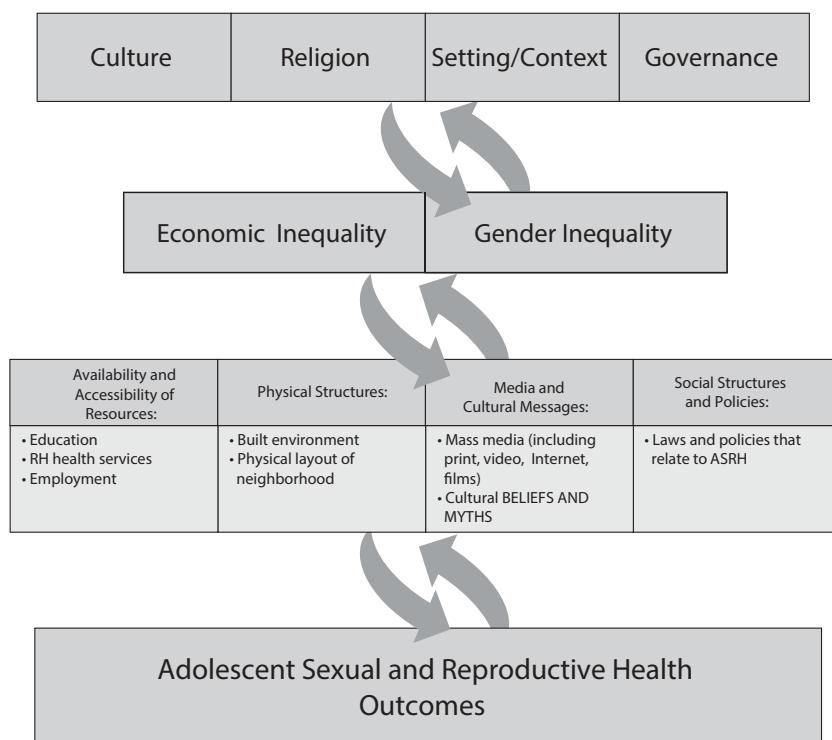 Culture
Religion
Setting/Context
Governance
Economic Inequality
Gender Inequality
Availability and
Accessibility of
Resources:
• Education
• RH health services
• Employment
Physical Structures:
• Built environment
• Physical layout of
neighborhood
Media and
Cultural Messages:
• Mass media (including
print, video, Internet,
films)
• Cultural BELIEFS AND
MYTHS
Social Structures
and Policies:
• Laws and policies that
relate to ASRH
Adolescent Sexual and Reproductive Health
Outcomes